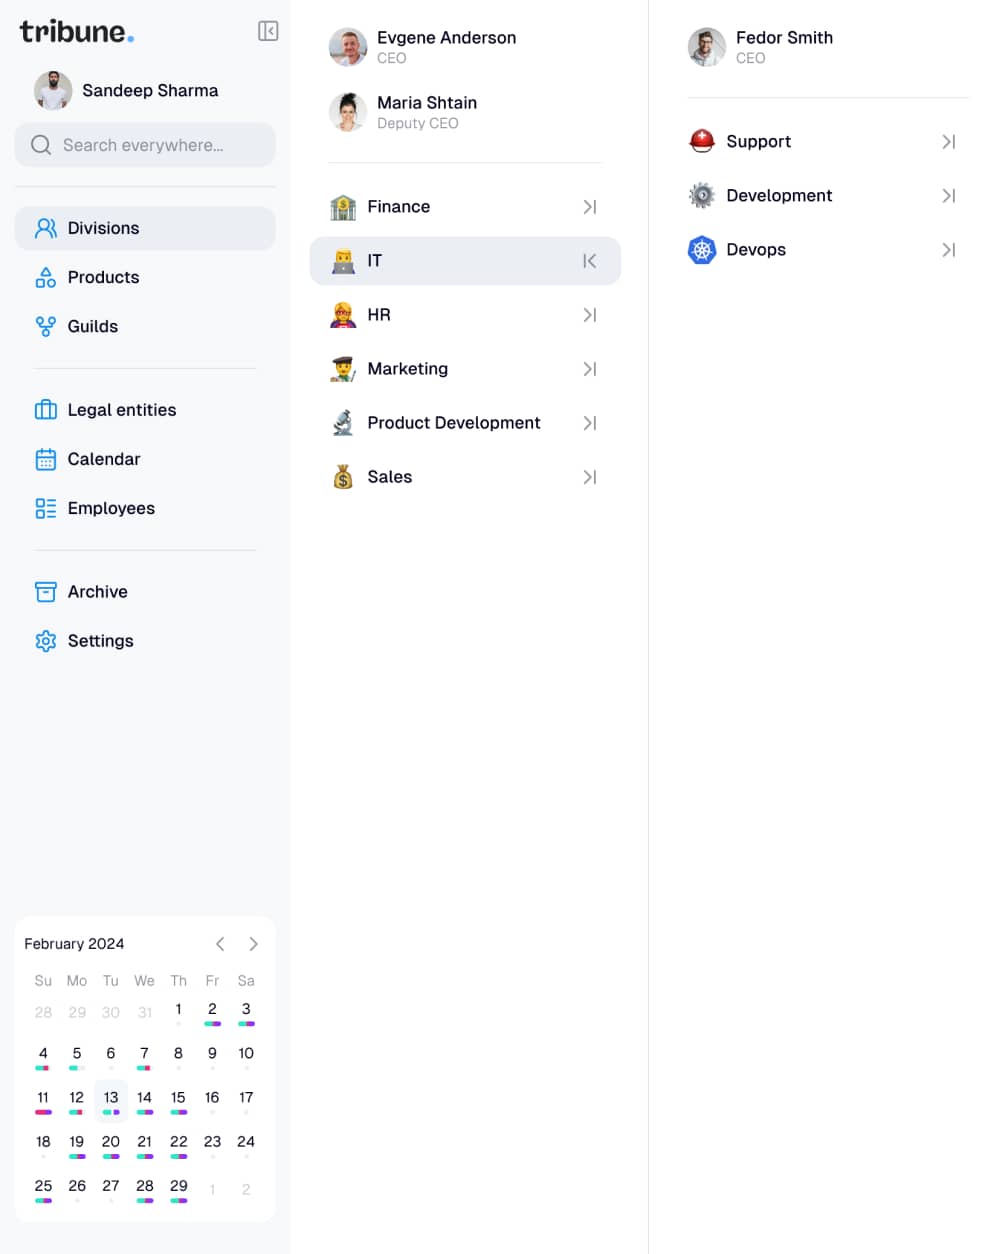 tribune.
Sandeep Sharma
Search everywhere...
Divisions
Products
Guilds
Legal entities
Calendar
Employees
Archive
Settings
February 2024
Su Mo Tu We Th Fr Sa
28 29 30 31 1 2 3
4 5 6 7 8 9 10
11 12 13 14 15 16 17
18 19 20 21 22 23 24
25 26 27 28 29 1 2
Evgene Anderson
CEO
Maria Shtain
Deputy CEO
Finance
IT
HR
Marketing
Product Development
Sales
Fedor Smith
CEO
Support
Development
Devops